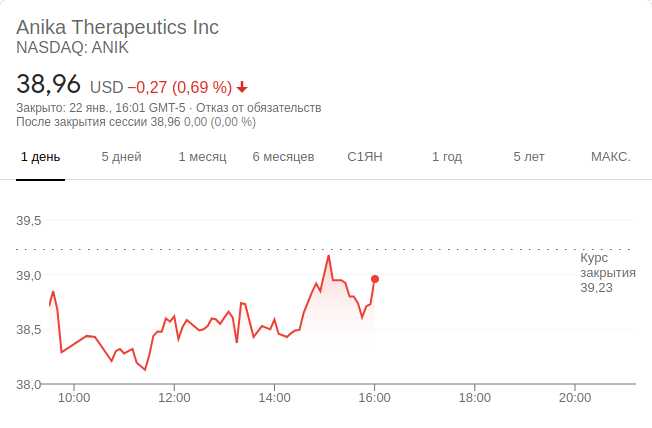 Anika Therapeutics Inc
NASDAQ: ANIK
38,96 USD −0,27 (0,69 %)
Закрыто: 22 янв., 16:01 GMT-5 · Отказ от обязательств
После закрытия сессии 38,96 0,00 (0,00 %)
1 день 5 дней 1 месяц 6 месяцев С1ЯН 1 год 5 лет МАКС.
39,5
Курс
закрытия
39,23
39,0
38,5
38,0
10:00 12:00 14:00 16:00 18:00 20:00